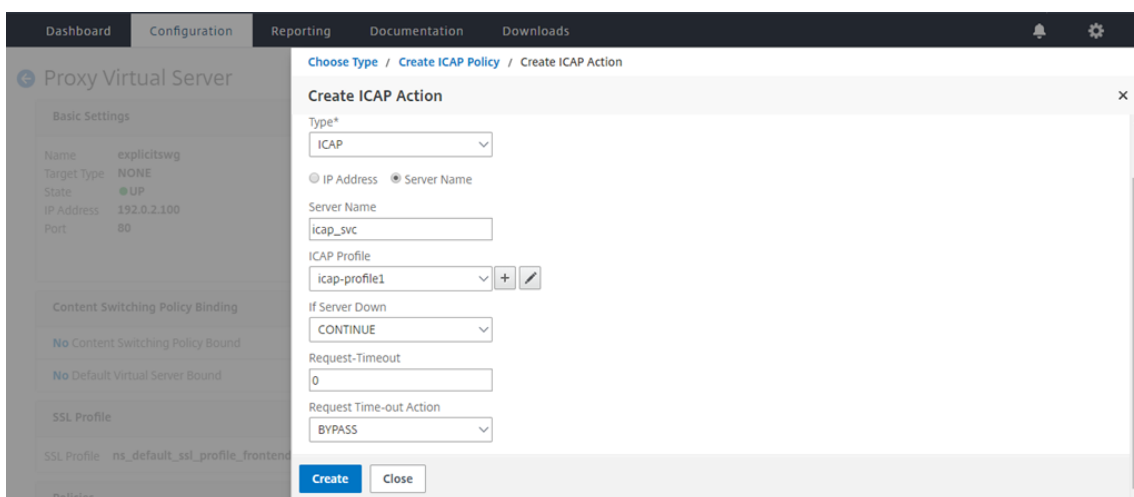 Dashboard Configuration Reporting Documentation Downloads
Proxy Virtual Server
Basic Settings
Name explicitswg
Target Type NONE
State UP
IP Address 192.0.2.100
Port 80
Content Switching Policy Binding
No Content Switching Policy Bound
No Default Virtual Server Bound
SSL Profile
SSL Profile ns_default_ssl_profile_frontend
Policies
Choose Type / Create ICAP Policy / Create ICAP Action
Create ICAP Action
Type*
ICAP
IP Address Server Name
Server Name
icap_svc
ICAP Profile
icap-profile1
If Server Down
CONTINUE
Request-Timeout
0
Request Time-out Action
BYPASS
Create Close